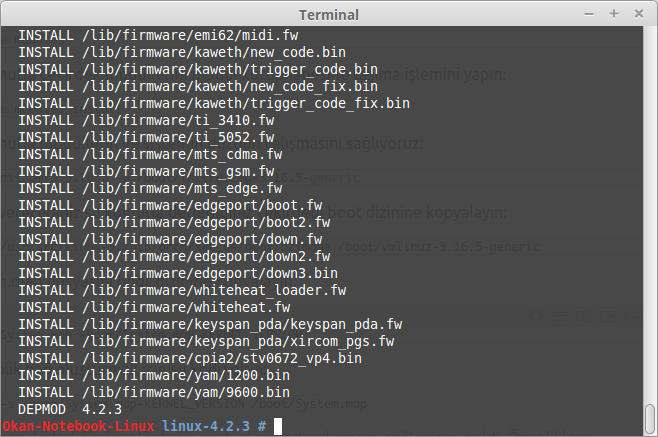 Terminal
INSTALL /lib/firmware/emi62/midi.fw
INSTALL /lib/firmware/kaweth/new_code.bin
INSTALL /lib/firmware/kaweth/trigger_code.bin
INSTALL /lib/firmware/kaweth/new_code_fix.bin
INSTALL /lib/firmware/kaweth/trigger_code_fix.bin
INSTALL /lib/firmware/ti_3410.fw
INSTALL /lib/firmware/ti_5052.fw
INSTALL /lib/firmware/mts_cdma.fw
INSTALL /lib/firmware/mts_gsm.fw
INSTALL /lib/firmware/mts_edge.fw
INSTALL /lib/firmware/edgeport/boot.fw
INSTALL /lib/firmware/edgeport/boot2.fw
INSTALL /lib/firmware/edgeport/down.fw
INSTALL /lib/firmware/edgeport/down2.fw
INSTALL /lib/firmware/edgeport/down3.bin
INSTALL /lib/firmware/whiteheat_loader.fw
INSTALL /lib/firmware/whiteheat.fw
INSTALL /lib/firmware/keyspan_pda/keyspan_pda.fw
INSTALL /lib/firmware/keyspan_pda/xircom_pgs.fw
INSTALL /lib/firmware/cpia2/stv0672_vp4.bin
INSTALL /lib/firmware/yam/1200.bin
INSTALL /lib/firmware/yam/9600.bin
DEPMOD  4.2.3
Okan-Notebook-Linux linux-4.2.3 #